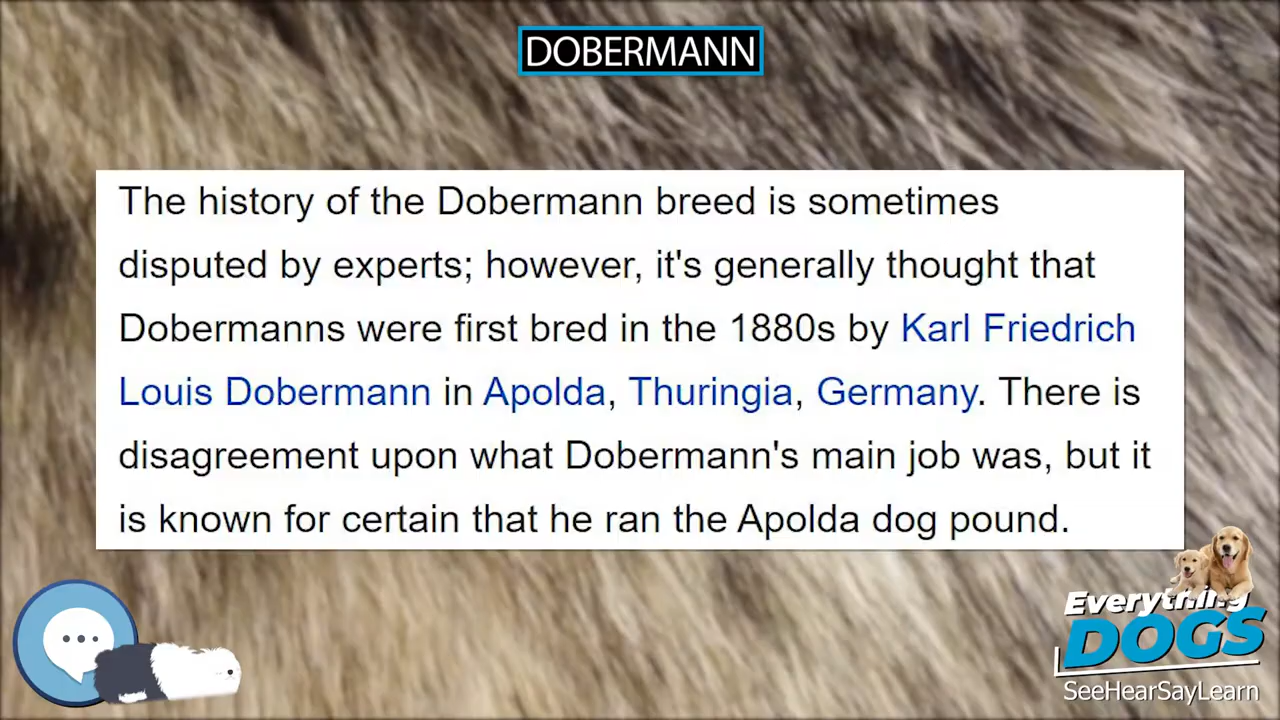 DOBERMANN
The history of the Dobermann breed is sometimes
disputed by experts; however, it's generally thought that
Dobermanns were first bred in the 1880s by Karl Friedrich
Louis Dobermann in Apolda, Thuringia, Germany. There is
disagreement upon what Dobermann's main job was, but it
is known for certain that he ran the Apolda dog pound.
Everything
DOGS
SeeHearSayLearn